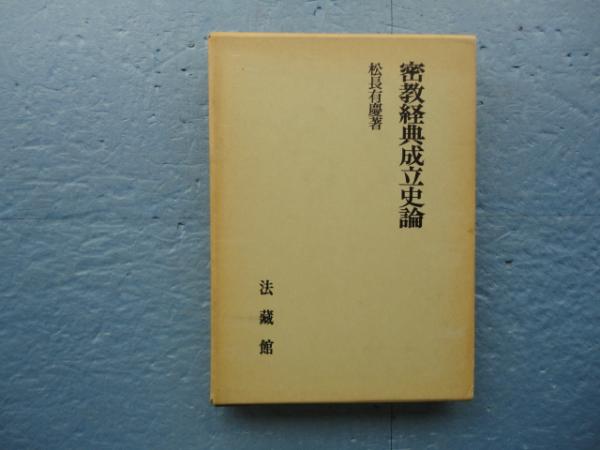 密教経典成立史論
松長有慶著
法藏館